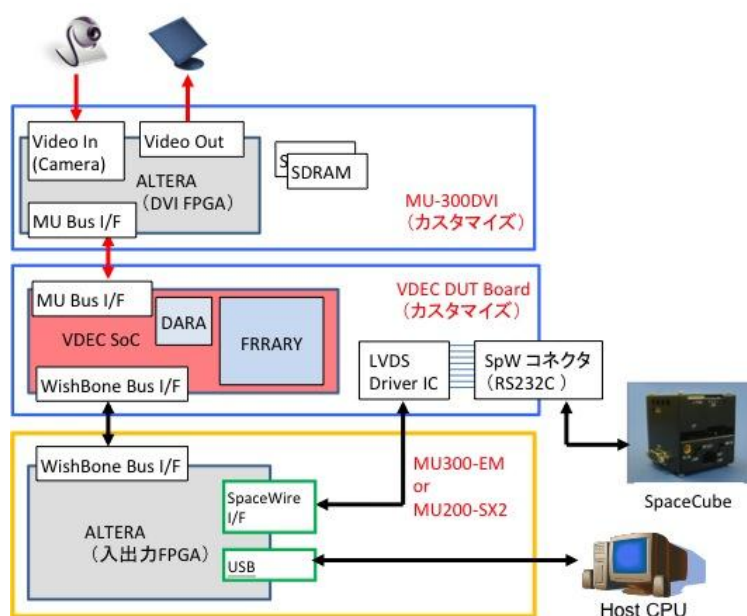 Video In
(Camera)
Video Out
ALTERA
(DVI FPGA)
S
SDRAM
MU-300DVI
(カスタマイズ)
MU Bus I/F
MU Bus I/F
VDEC SoC
DARA
FRRARY
VDEC DUT Board
(カスタマイズ)
WishBone Bus I/F
LVDS
Driver IC
SpW コネクタ
(RS232C )
WishBone Bus I/F
ALTERA
(入出力FPGA)
SpaceWire
I/F
USB
MU300-EM
or
MU200-SX2
SpaceCube
Host CPU